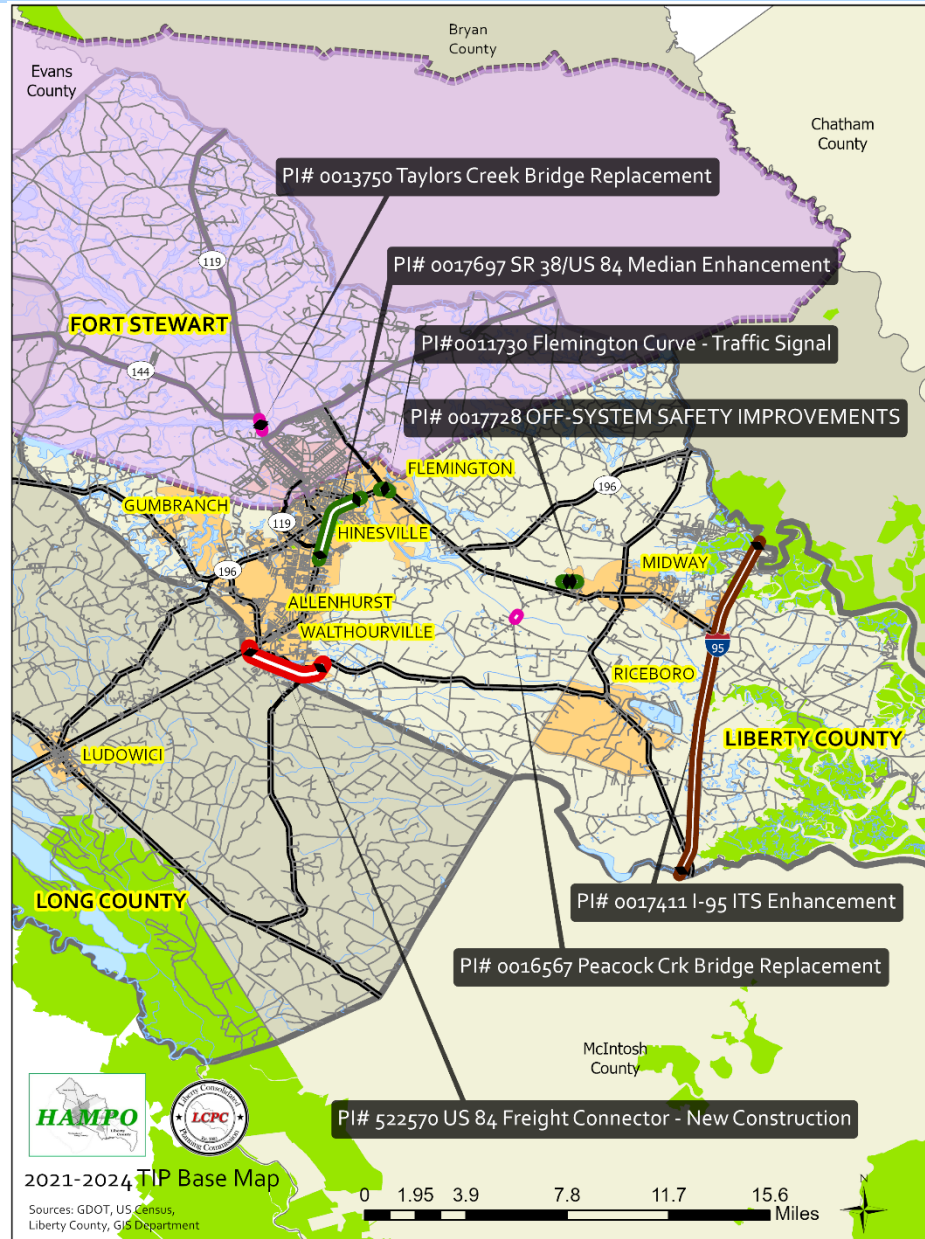 Bryan
County
Evans
County
Chatham
County
PI# 0013750 Taylors Creek Bridge Replacement
119
PI# 0017697 SR 38/US 84 Median Enhancement
FORT STEWART
PI#0011730 Flemington Curve - Traffic Signal
144
PI# 0017728 OFF-SYSTEM SAFETY IMPROVEMENTS
FLEMINGTON
196
GUMBRANCH
119
HINESVILLE
MIDWAY
196
ALLENHURST
WALTHOURVILLE
95
RICEBORO
LUDOWICI
LIBERTY COUNTY
LONG COUNTY
PI# 0017411 I-95 ITS Enhancement
PI# 0016567 Peacock Crk Bridge Replacement
McIntosh
County
HAMPO
Liberty Consolidated
LCPC
Planning Commission
PI# 522570 US 84 Freight Connector - New Construction
2021-2024 TIP Base Map
Sources: GDOT, US Census,
Liberty County, GIS Department
0 1.95 3.9 7.8 11.7 15.6
Miles
N